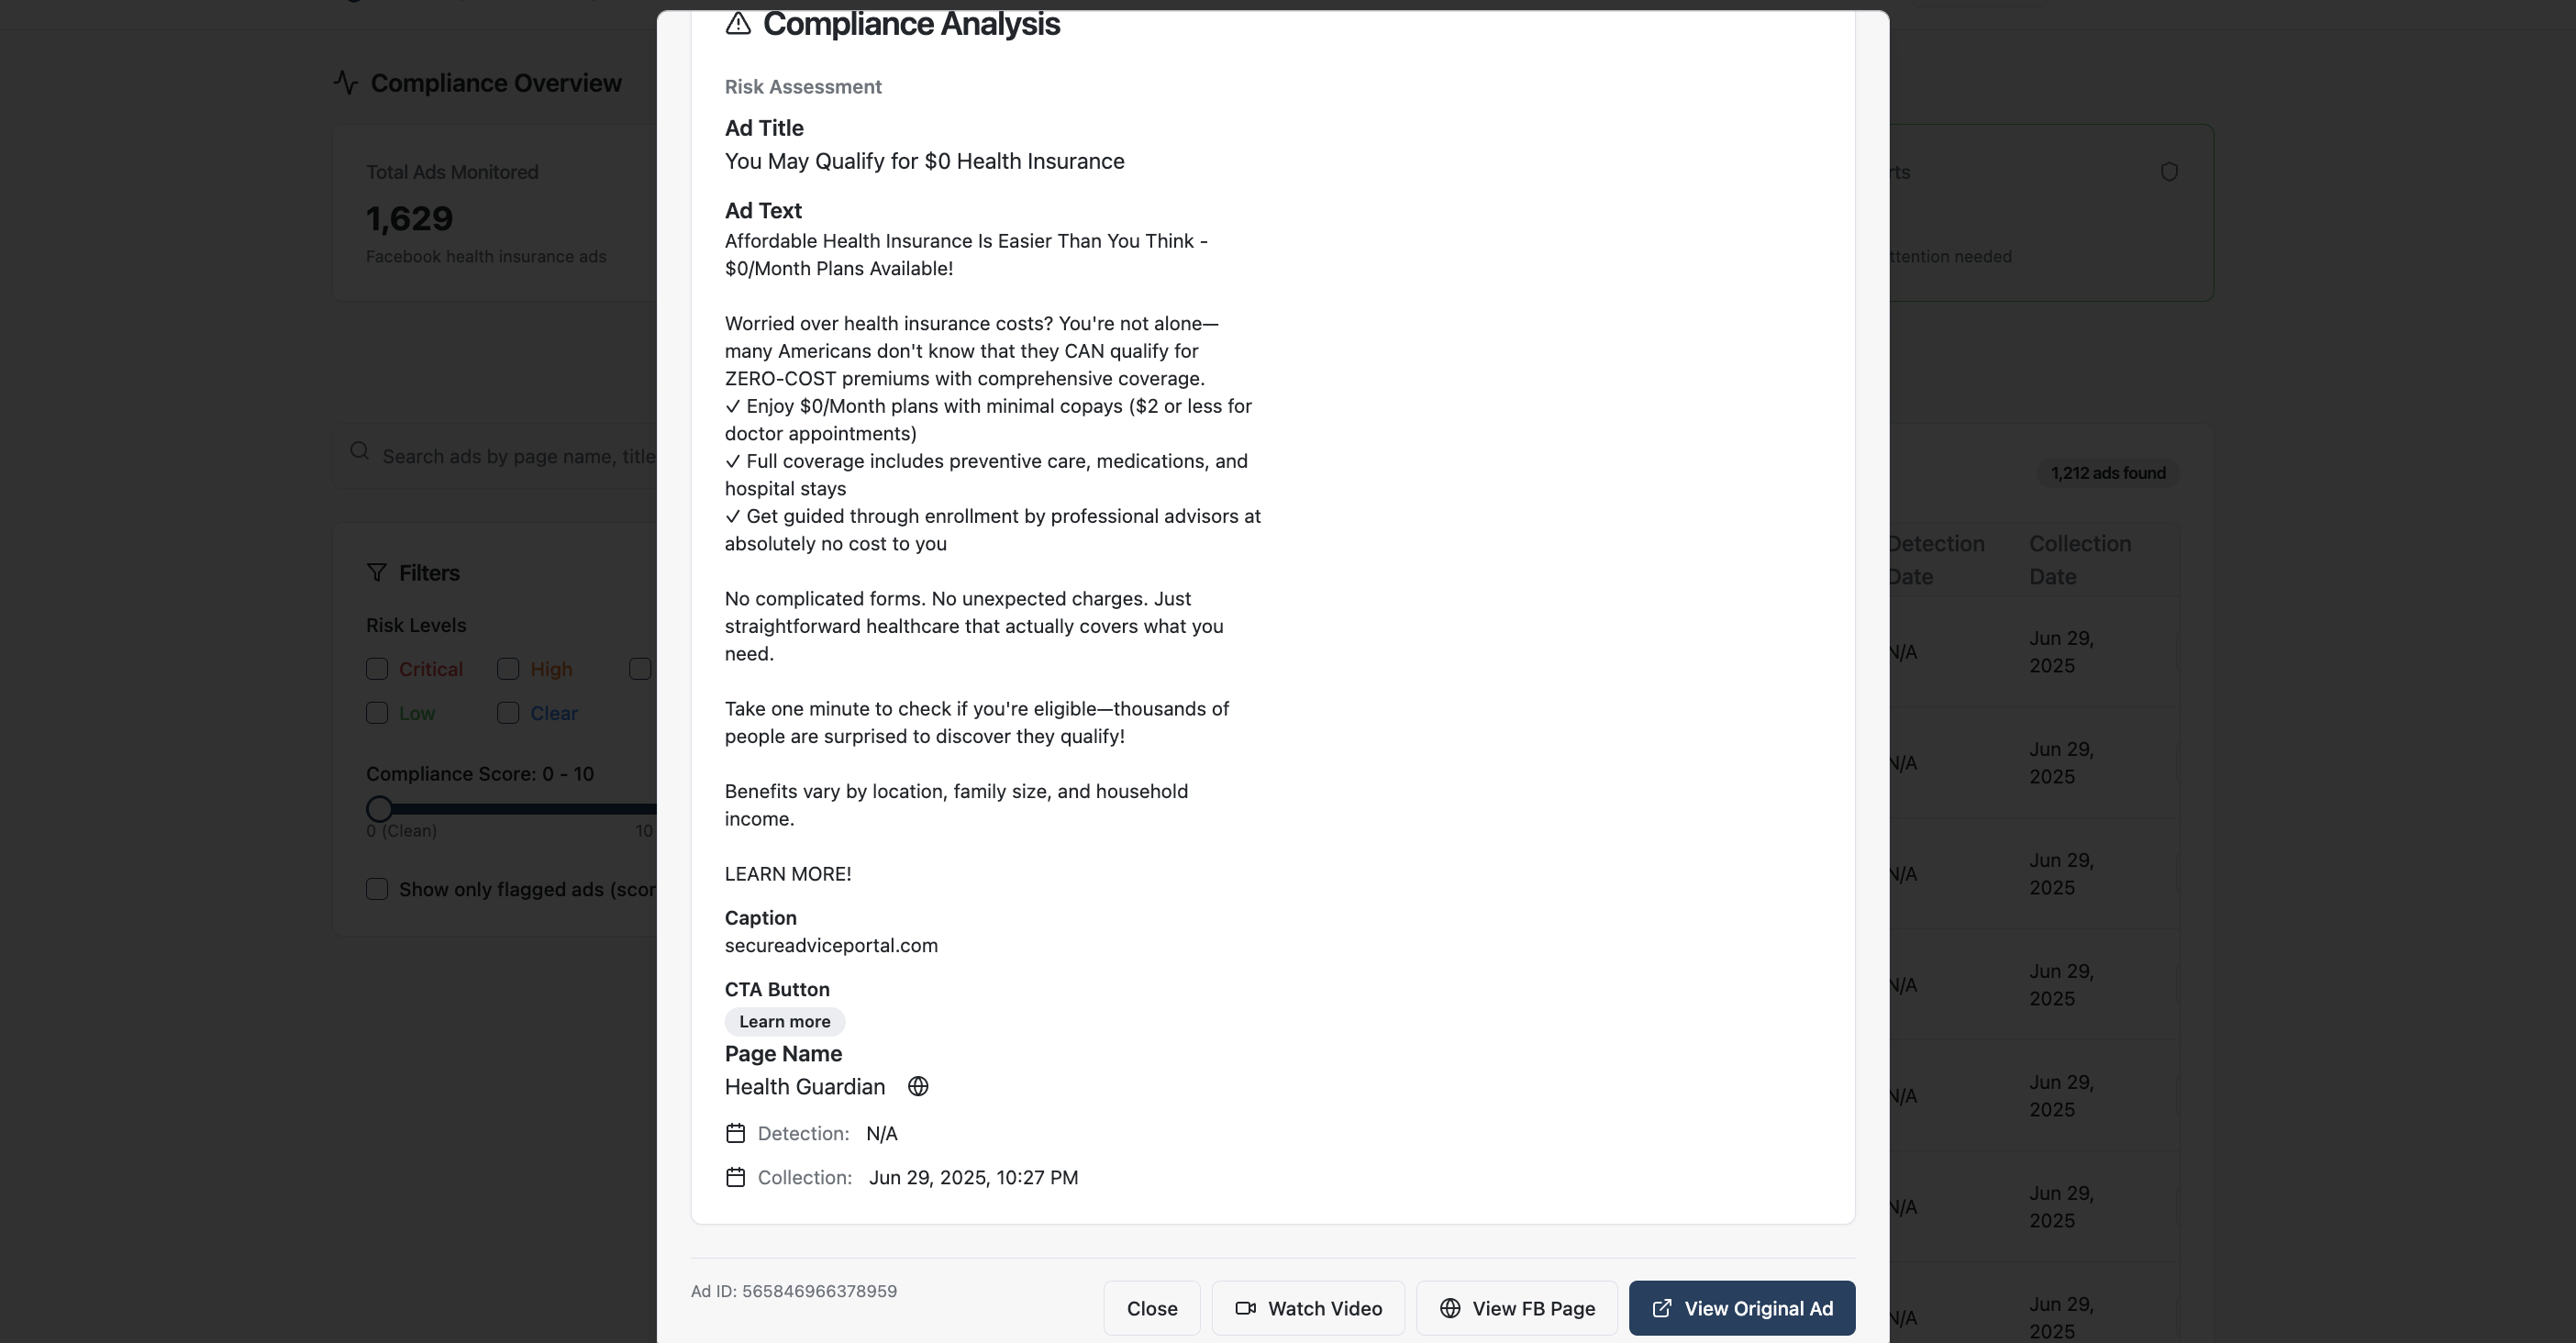 Compliance Analysis
Risk Assessment
Ad Title
You May Qualify for $0 Health Insurance
Ad Text
Affordable Health Insurance Is Easier Than You Think -
$0/Month Plans Available!
Worried over health insurance costs? You're not alone—
many Americans don't know that they CAN qualify for
ZERO-COST premiums with comprehensive coverage.
✓ Enjoy $0/Month plans with minimal copays ($2 or less for
doctor appointments)
✓ Full coverage includes preventive care, medications, and
hospital stays
✓ Get guided through enrollment by professional advisors at
absolutely no cost to you
No complicated forms. No unexpected charges. Just
straightforward healthcare that actually covers what you
need.
Take one minute to check if you're eligible—thousands of
people are surprised to discover they qualify!
Benefits vary by location, family size, and household
income.
LEARN MORE!
Caption
secureadviceportal.com
CTA Button
Learn more
Page Name
Health Guardian
Detection: N/A
Collection: Jun 29, 2025, 10:27 PM
Ad ID: 565846966378959
Close
Watch Video
View FB Page
View Original Ad
Compliance Overview
Total Ads Monitored
1,629
Facebook health insurance ads
Search ads by page name, title
Filters
Risk Levels
Critical
High
Low
Clear
Compliance Score: 0 - 10
0 (Clean)
10
Show only flagged ads
1,212 ads found
Detection
Date
Collection
Date
N/A
Jun 29,
2025
N/A
Jun 29,
2025
N/A
Jun 29,
2025
N/A
Jun 29,
2025
N/A
Jun 29,
2025
N/A
Jun 29,
2025
N/A
Jun 29,
2025